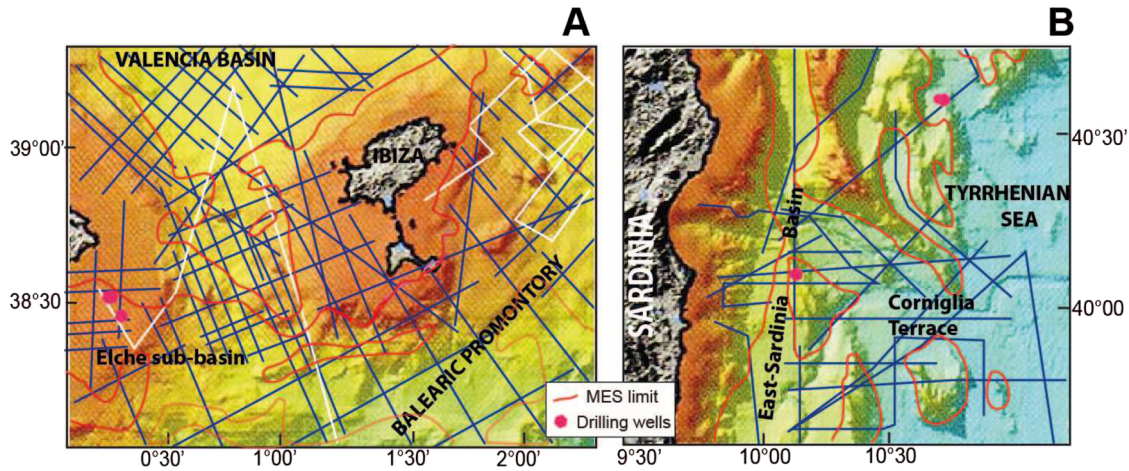 A
B
VALENCIA BASIN
IBIZA
BALEARIC PROMONTORY
Elche sub-basin
39°00'
38°30
0°30'
1°00'
1°30'
2°00'
MES limit
Drilling wells
SARDINIA
East-Sardinia
Basin
TYRRHENIAN
SEA
Corniglia
Terrace
40°30'
40°00
9°30'
10°00
10°30